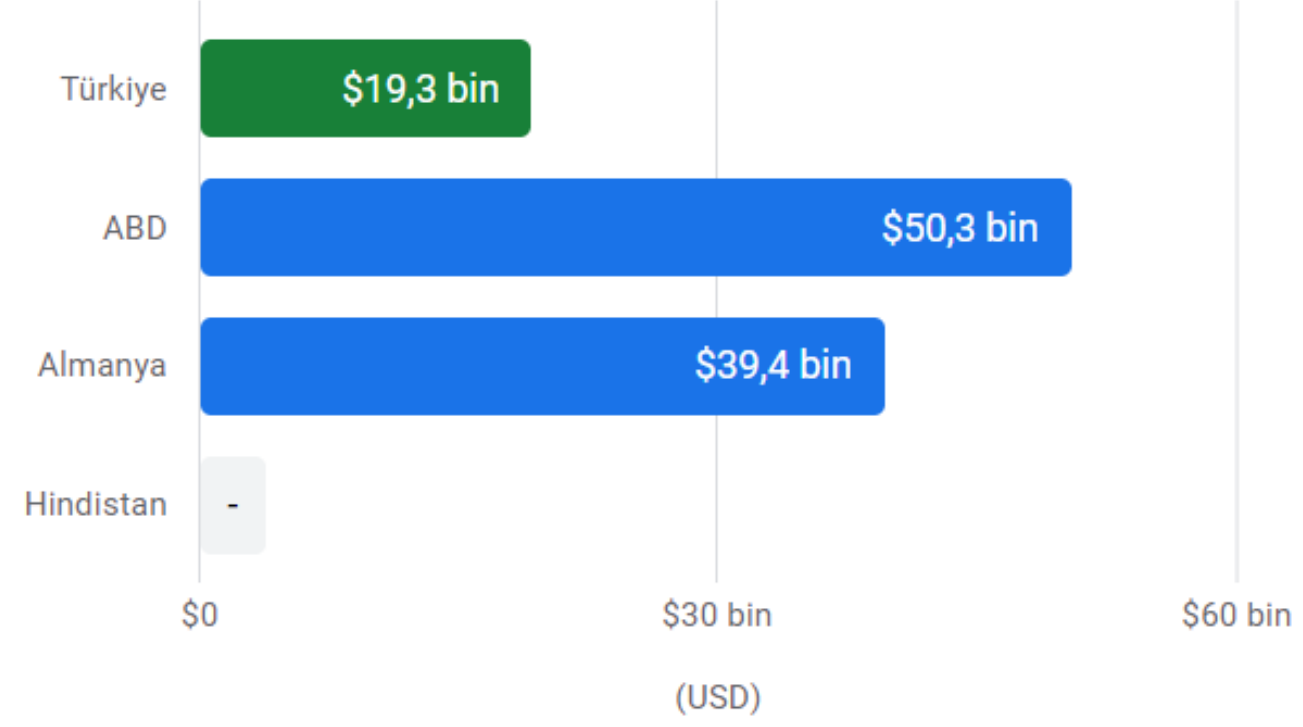 Türkiye $19,3 bin
ABD $50,3 bin
Almanya $39,4 bin
Hindistan -
$0 $30 bin $60 bin
(USD)